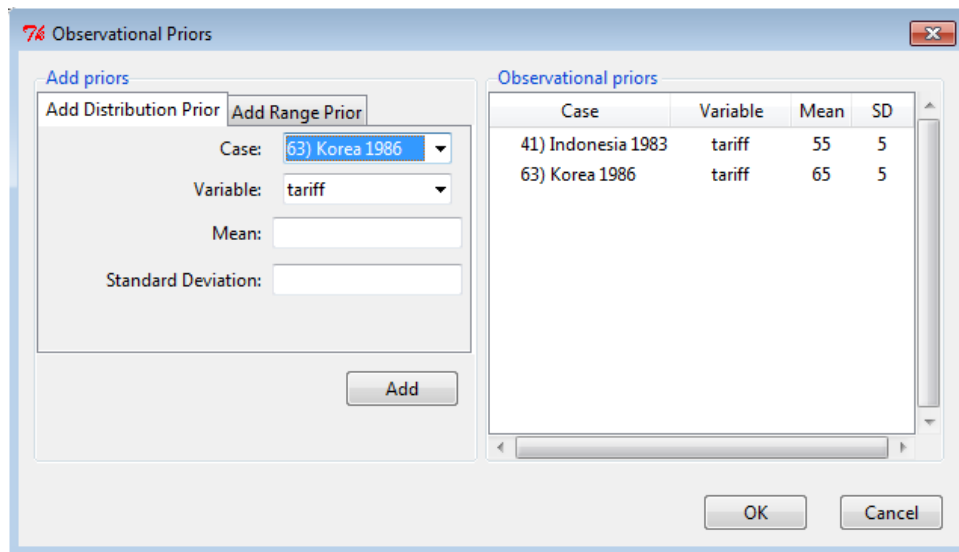 Observational Priors
Add priors
Add Distribution Prior Add Range Prior
Case: 63) Korea 1986
Variable: tariff
Mean:
Standard Deviation:
Add
Observational priors
Case Variable Mean SD
41) Indonesia 1983 tariff 55 5
63) Korea 1986 tariff 65 5
OK Cancel